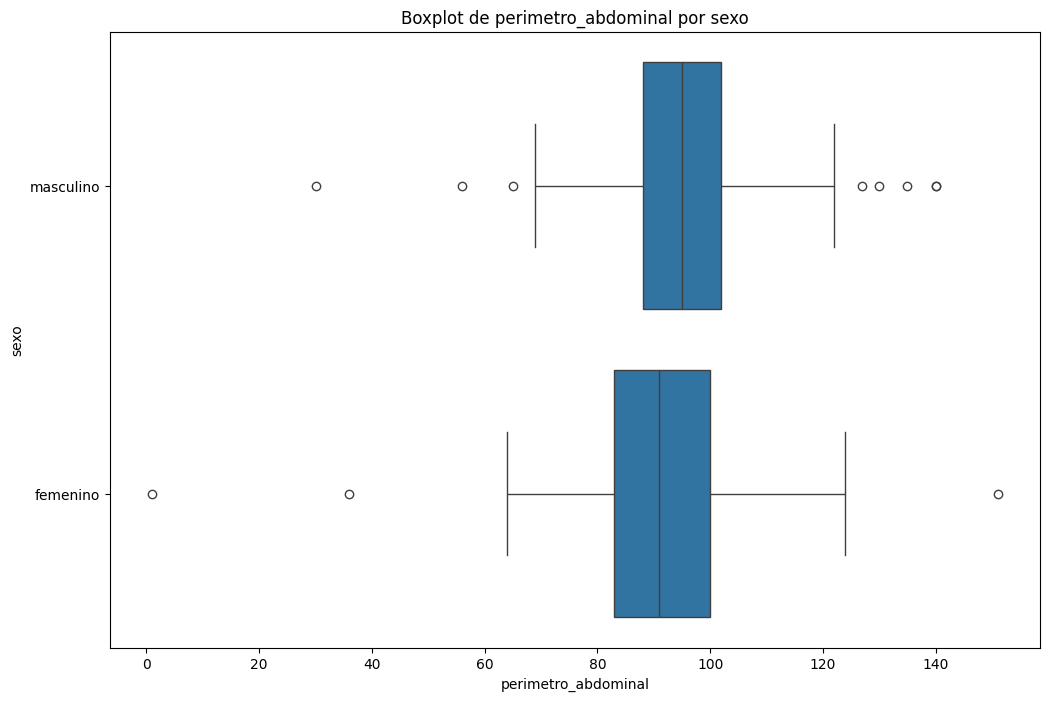 Boxplot de perimetro_abdominal por sexo
masculino
sexo
femenino
0 20 40 60 80 100 120 140
perimetro_abdominal